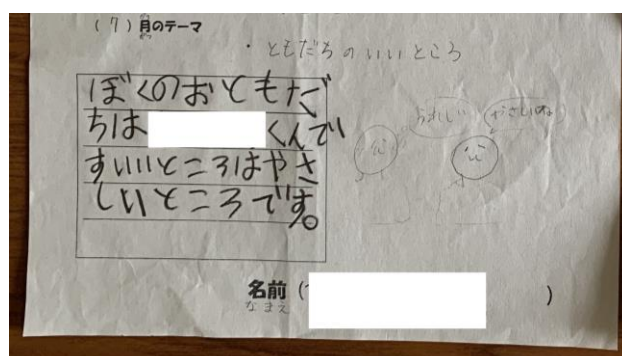 (7)月のテーマ
がつ
・ともだちのいいところ
ぼくのおともだ
ちは くんで
すいいところはやさ
しいところです。
うれしい
やさしいね
名前( )
なまえ